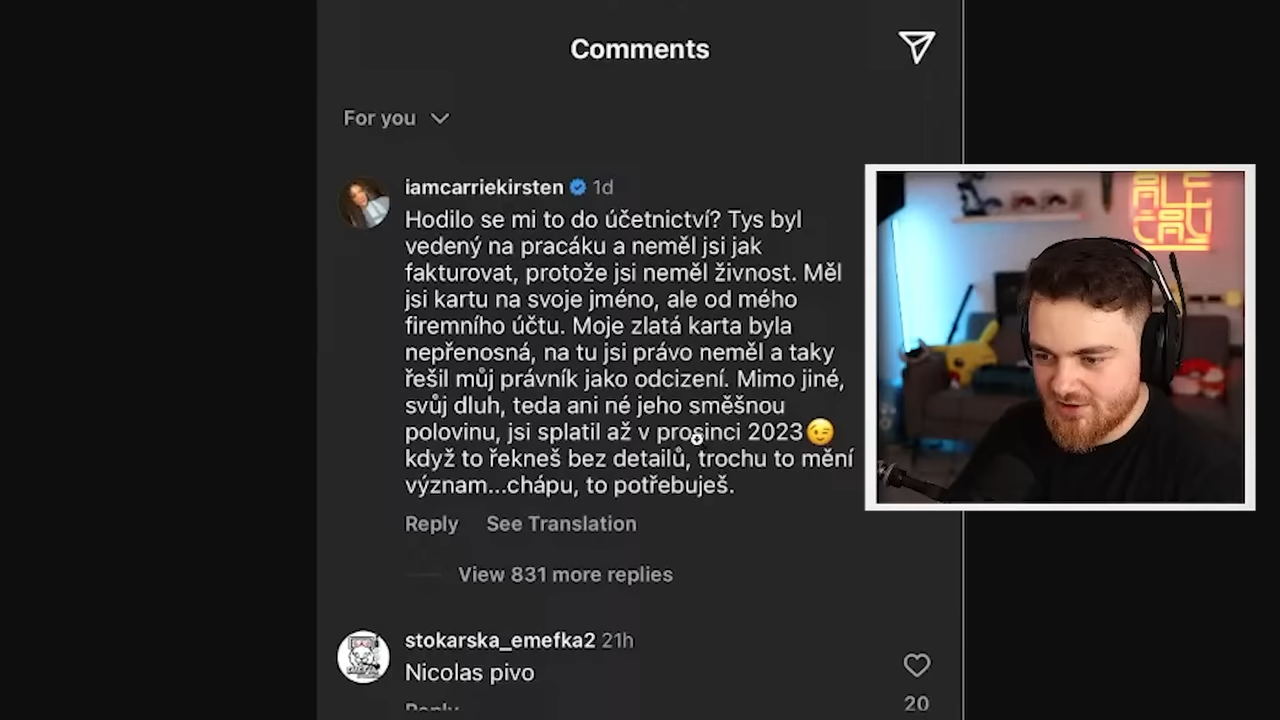 Comments
For you
iamcarriekirsten 1d
Hodilo se mi to do účetnictví? Tys byl
vedený na pracáku a neměl jsi jak
fakturovat, protože jsi neměl živnost. Měl
jsi kartu na svoje jméno, ale od mého
firemního účtu. Moje zlatá karta byla
nepřenosná, na tu jsi právo neměl a taky
řešil můj právník jako odcizení. Mimo jiné,
svůj dluh, teda ani né jeho směšnou
polovinu, jsi splatil až v prosinci 2023😉
když to řekneš bez detailů, trochu to mění
význam...chápu, to potřebuješ.
Reply See Translation
View 831 more replies
stokarska_emefka2 21h
Nicolas pivo
Reply
20